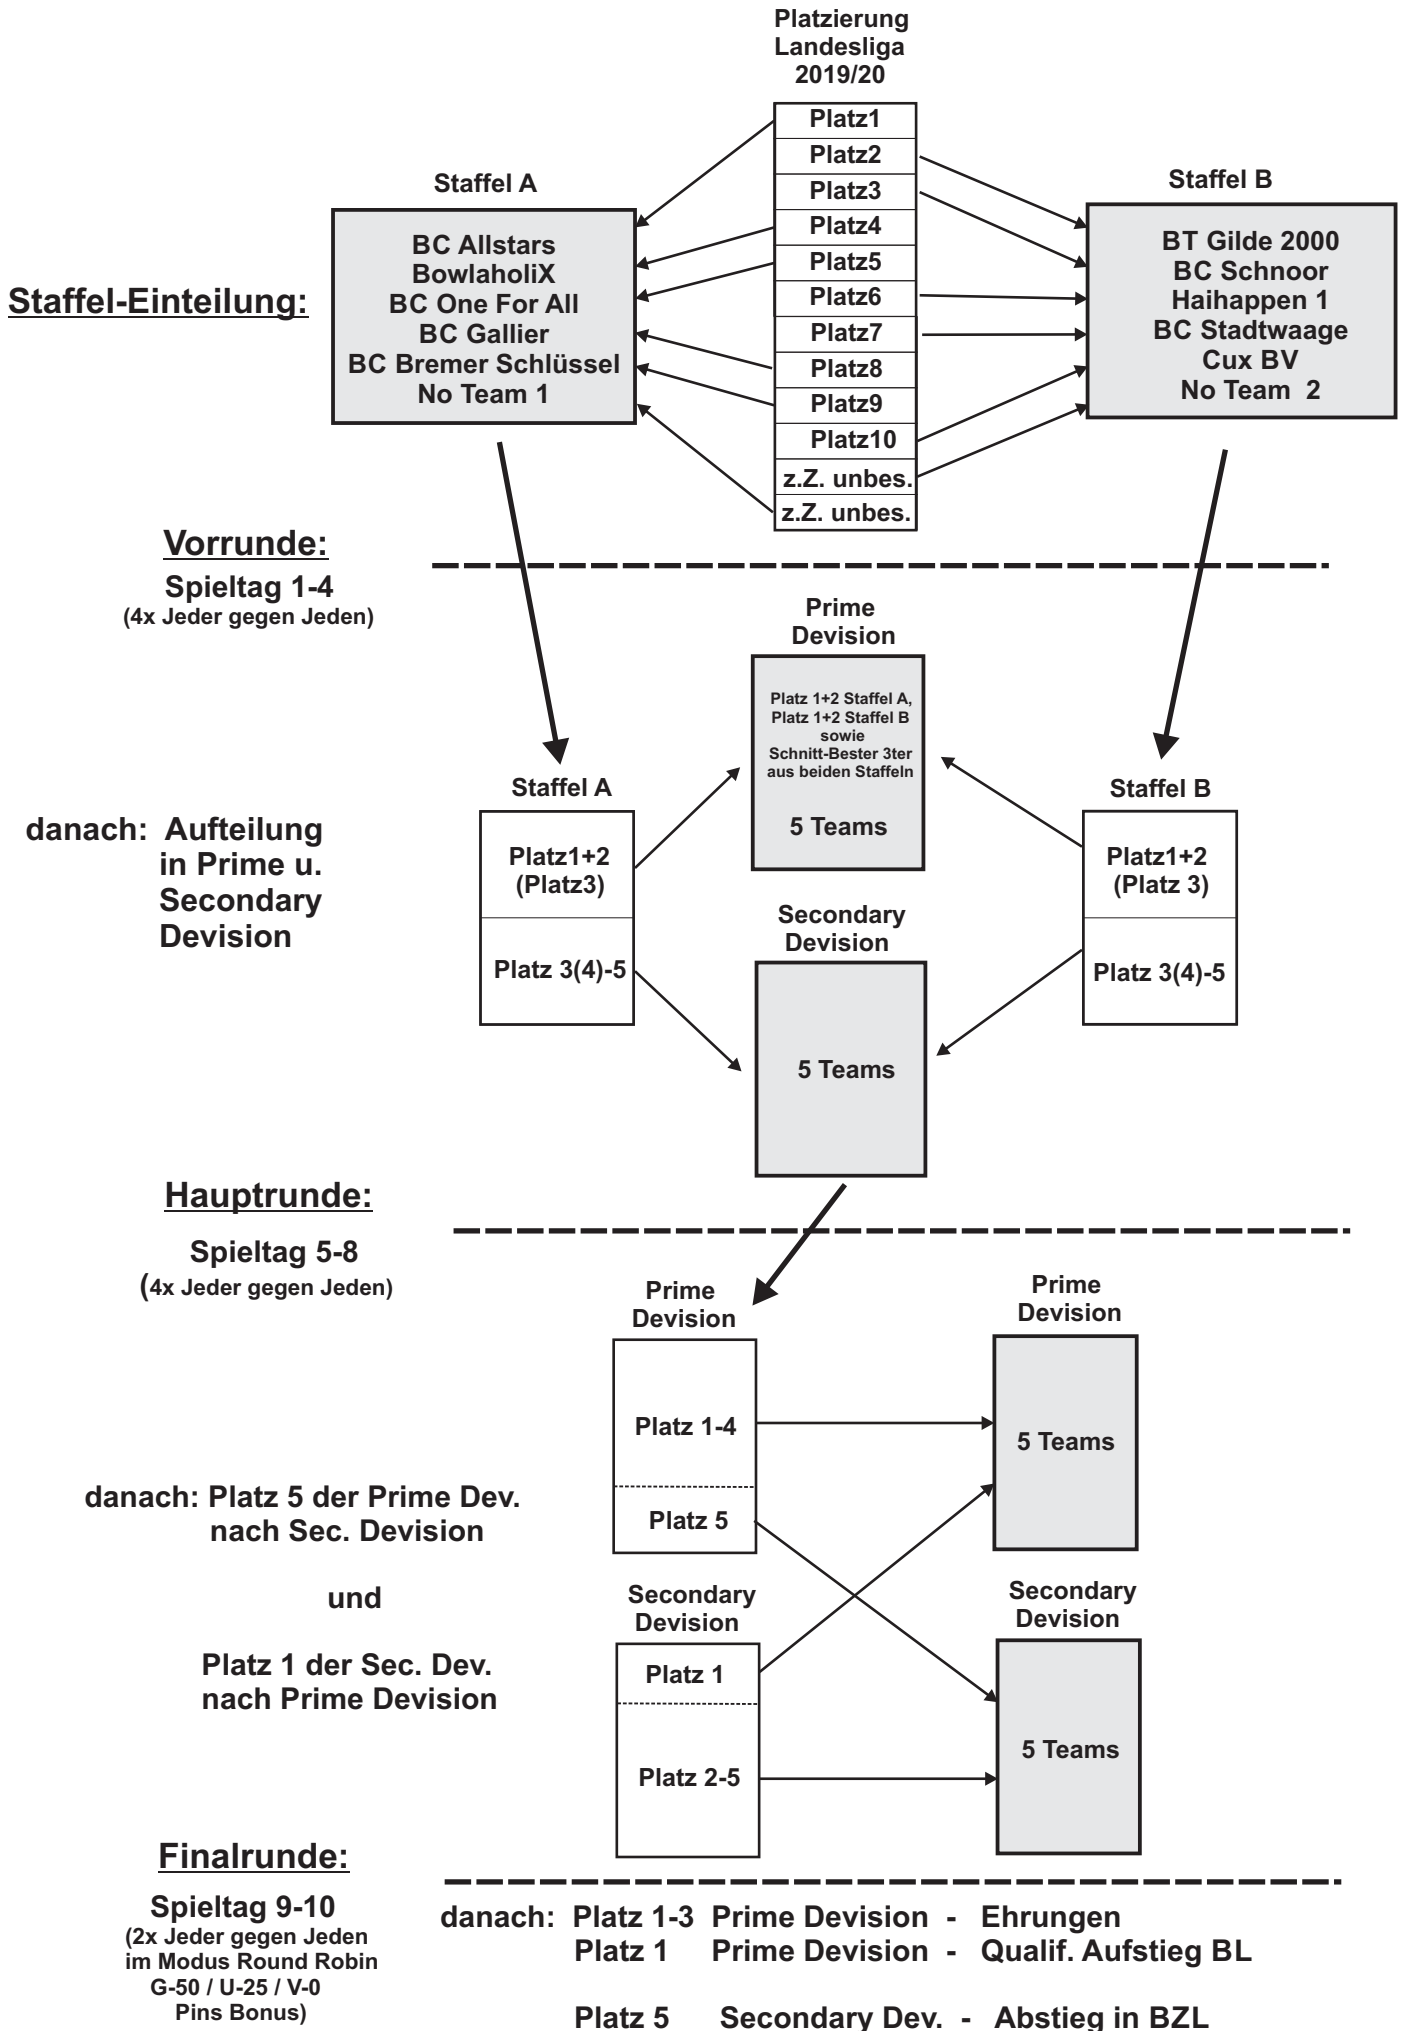 Platzierung
Landesliga
2019/20
Platz1
Platz2
Platz3
Platz4
Platz5
Platz6
Platz7
Platz8
Platz9
Platz10
z.Z. unbes.
z.Z. unbes.
Staffel A
BC Allstars
BowlaholiX
BC One For All
BC Gallier
BC Bremer Schlüssel
No Team 1
Staffel B
BT Gilde 2000
BC Schnoor
Haihappen 1
BC Stadtwaage
Cux BV
No Team 2
Staffel-Einteilung:
Vorrunde:
Spieltag 1-4
(4x Jeder gegen Jeden)
Prime
Devision
Platz 1+2 Staffel A,
Platz 1+2 Staffel B
sowie
Schnitt-Bester 3ter
aus beiden Staffeln
5 Teams
Staffel A
Platz1+2
(Platz3)
Platz 3(4)-5
Staffel B
Platz1+2
(Platz 3)
Platz 3(4)-5
danach: Aufteilung
in Prime u.
Secondary
Devision
Secondary
Devision
5 Teams
Hauptrunde:
Spieltag 5-8
(4x Jeder gegen Jeden)
Prime
Devision
Platz 1-4
Platz 5
Prime
Devision
5 Teams
danach: Platz 5 der Prime Dev.
nach Sec. Devision
und
Platz 1 der Sec. Dev.
nach Prime Devision
Secondary
Devision
Platz 1
Platz 2-5
Secondary
Devision
5 Teams
Finalrunde:
Spieltag 9-10
(2x Jeder gegen Jeden
im Modus Round Robin
G-50 / U-25 / V-0
Pins Bonus)
danach: Platz 1-3 Prime Devision - Ehrungen
Platz 1 Prime Devision - Qualif. Aufstieg BL
Platz 5 Secondary Dev. - Abstieg in BZL